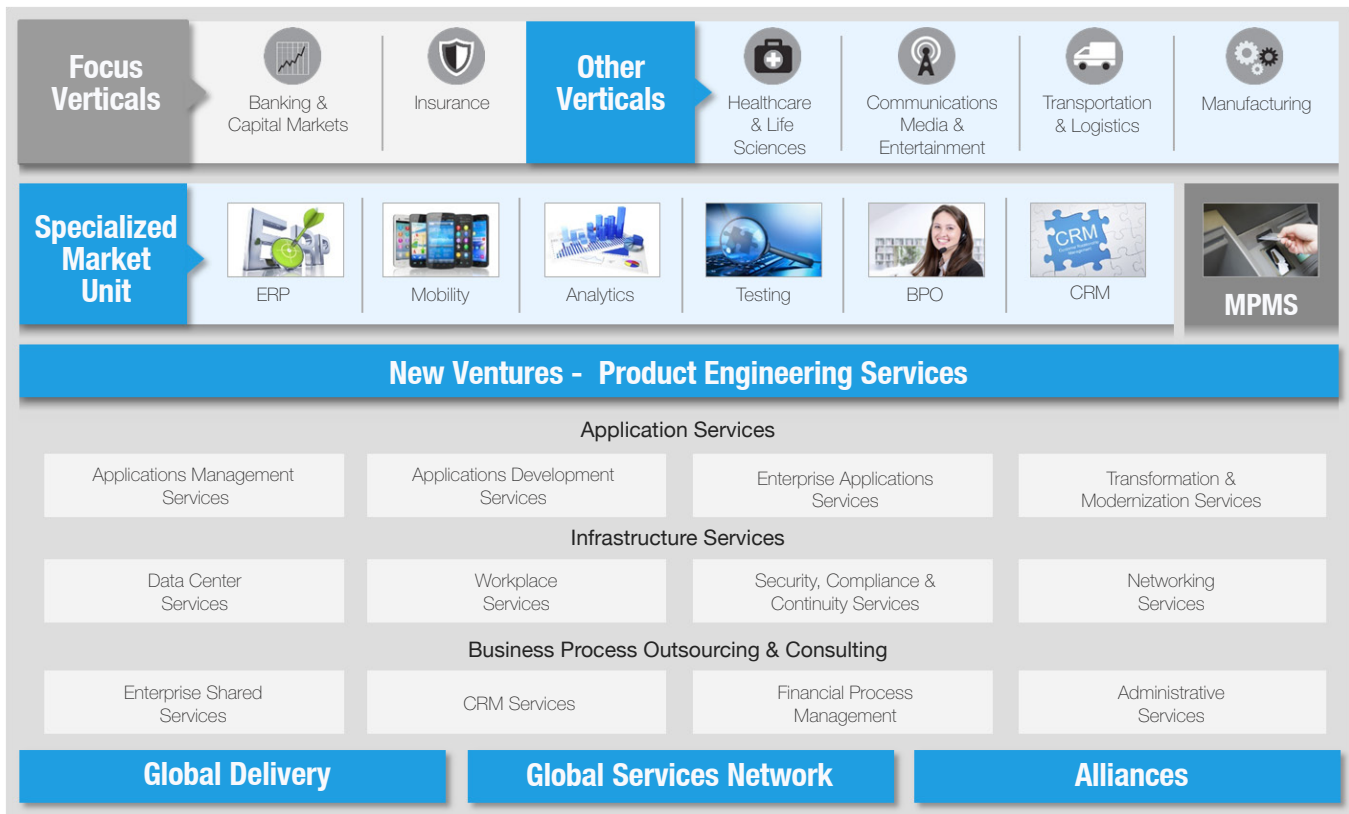 Focus
Verticals
Banking &
Capital Markets
Insurance
Other
Verticals
Healthcare
& Life
Sciences
Communications
Media &
Entertainment
Transportation
& Logistics
Manufacturing
Specialized
Market
Unit
Erp
ERP
Mobility
Analytics
Testing
BPO
CRM
Customer Relationship
Management
CRM
MPMS
New Ventures - Product Engineering Services
Application Services
Applications Management
Services
Applications Development
Services
Enterprise Applications
Services
Transformation &
Modernization Services
Infrastructure Services
Data Center
Services
Workplace
Services
Security, Compliance &
Continuity Services
Networking
Services
Business Process Outsourcing & Consulting
Enterprise Shared
Services
CRM Services
Financial Process
Management
Administrative
Services
Global Delivery
Global Services Network
Alliances